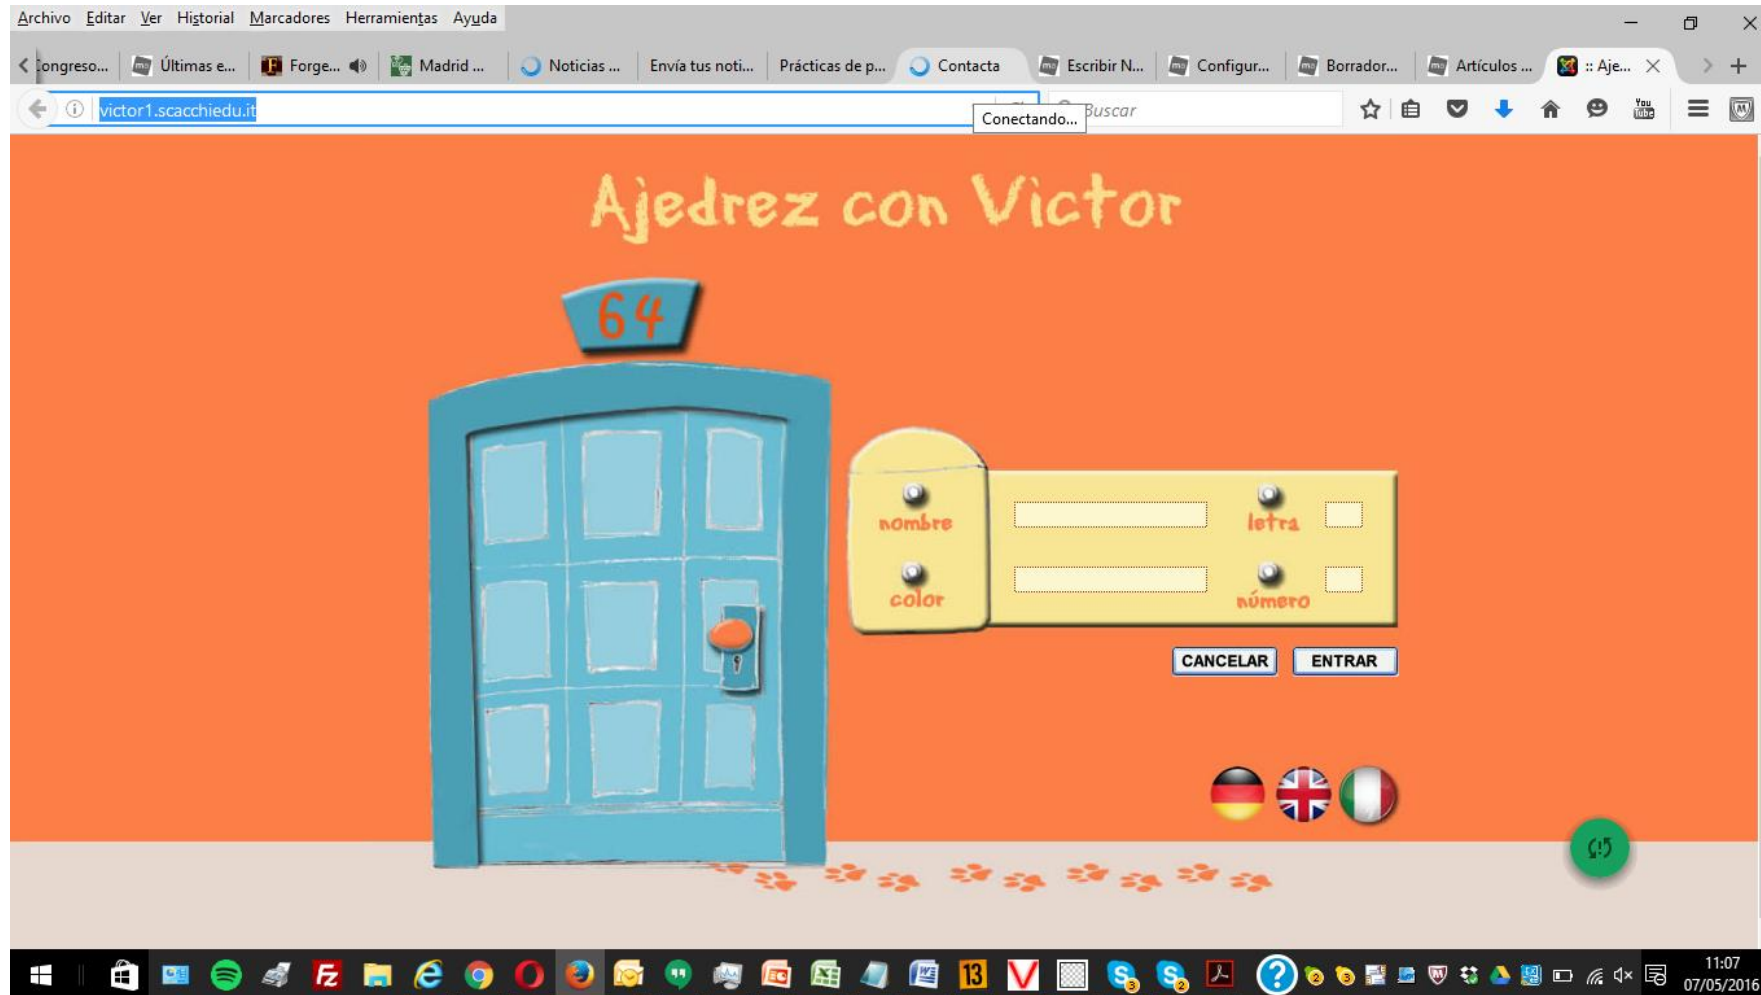 Archivo Editar Ver Historial Marcadores Herramientas Ayuda
Congreso... Últimas e... Forge... Madrid ... Noticias ... Envía tus noti... Prácticas de p... Contacta Escribir N... Configur... Borrador... Artículos ... :: Aje...
victor1.scacchiedu.it Buscar
Conectando...
Ajedrez con Victor
64
nombre letra
color número
CANCELAR ENTRAR
11:07
07/05/2016